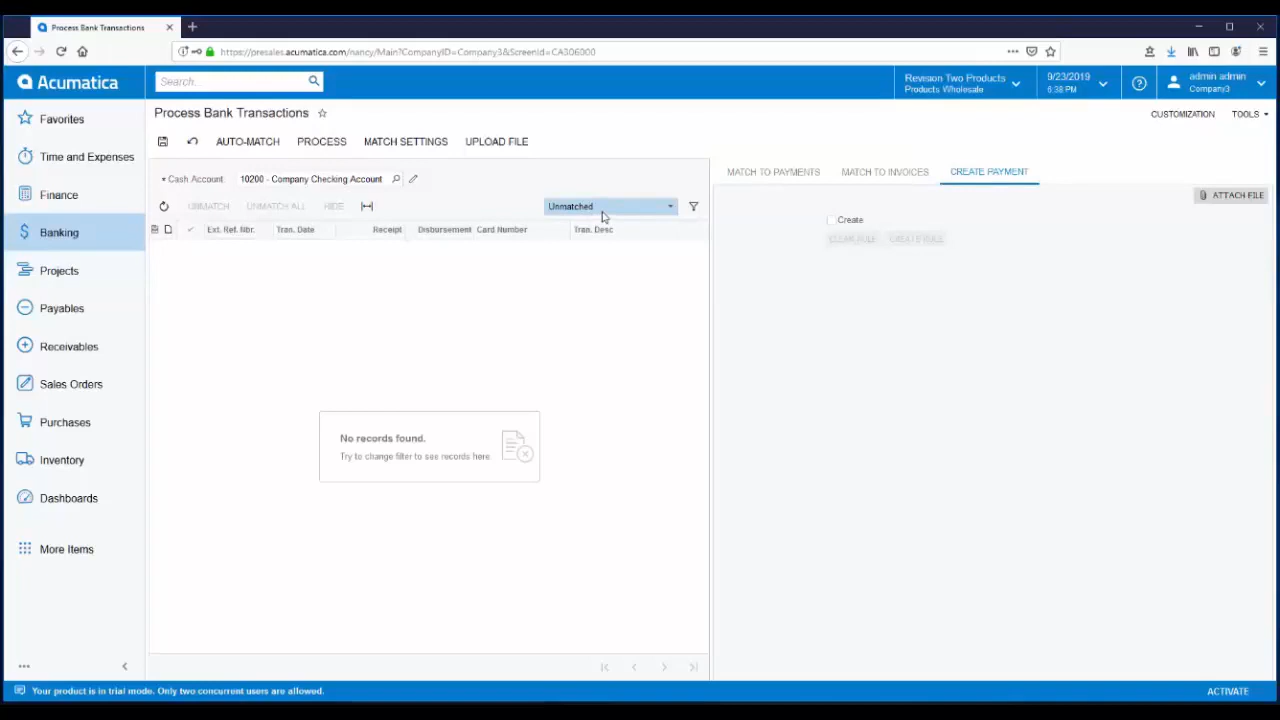 Process Bank Transactions
https://presales.acumatica.com/nancy/Main?CompanyID=Company3&ScreenId=CA306000
Acumatica
Search...
Revision Two Products
Products Wholesale
9/23/2019
6:38 PM
admin admin
Company3
Favorites
Time and Expenses
Finance
Banking
Projects
Payables
Receivables
Sales Orders
Purchases
Inventory
Dashboards
More Items
Process Bank Transactions
CUSTOMIZATION TOOLS
AUTO-MATCH PROCESS MATCH SETTINGS UPLOAD FILE
* Cash Account: 10200 - Company Checking Account
UNMATCH UNMATCH ALL HIDE Unmatched
Ext. Ref. Nbr. Tran. Date Receipt Disbursement Card Number Tran. Desc
No records found.
Try to change filter to see records here
MATCH TO PAYMENTS MATCH TO INVOICES CREATE PAYMENT
ATTACH FILE
Create
CLEAR RULE CREATE RULE
Your product is in trial mode. Only two concurrent users are allowed.
ACTIVATE